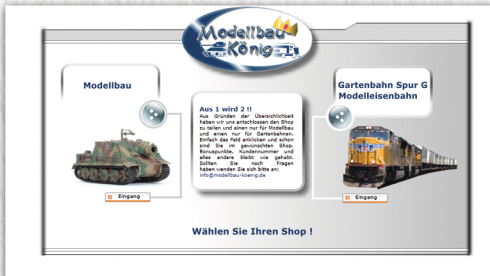 Modellbau
König
Modellbau
Gartenbahn Spur G
Modelleisenbahn
Aus 1 wird 2 !!
Aus Gründen der Übersichlichkeit
haben wir uns entschlossen den Shop
zu teilen und einen nur für Modellbau
und einen nur für Gartenbahnen.
Einfach das Feld anklicken und schon
sind Sie im gewünschten Shop.
Bonuspunkte, Kundennummer und
alles andere bleibt wie gehabt.
Sollten Sie noch Fragen
haben wenden Sie sich bitte an:
info@modellbau-koenig.de
Eingang
Eingang
Wählen Sie Ihren Shop !